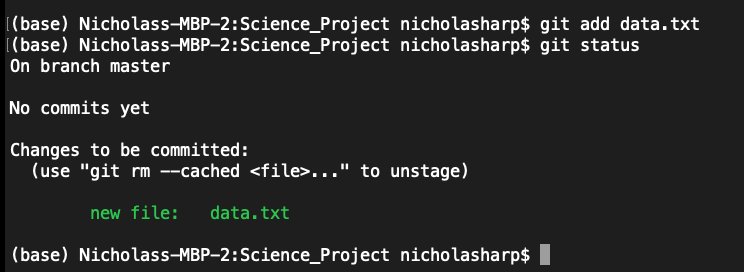 (base) Nicholass-MBP-2:Science_Project nicholasharp$ git add data.txt
(base) Nicholass-MBP-2:Science_Project nicholasharp$ git status
On branch master
No commits yet
Changes to be committed:
(use "git rm --cached <file>..." to unstage)
new file: data.txt
(base) Nicholass-MBP-2:Science_Project nicholasharp$